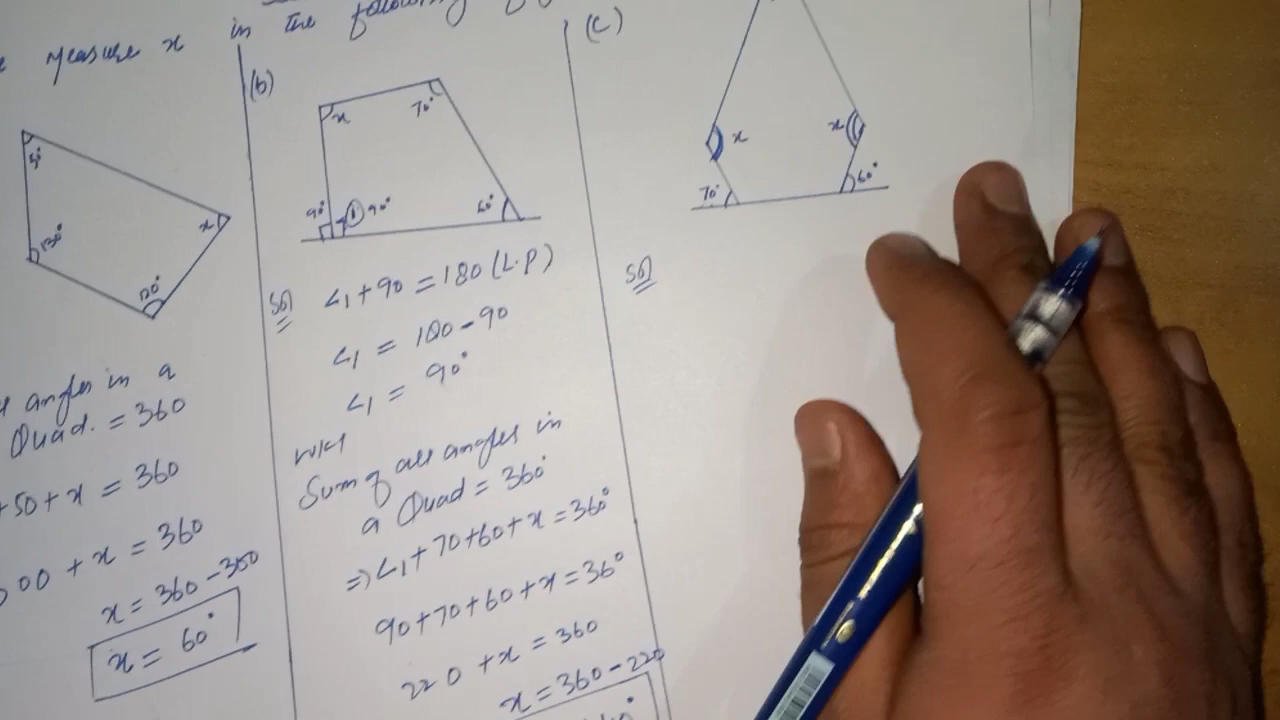 measure x in the following
50°
130°
120°
x
angles in a
Quad. = 360
+50+x = 360
300 + x = 360
x = 360-300
x = 60°
(b)
x
70°
90° ① 90°
60°
Sol ∠1 + 90 = 180 (L.P)
∠1 = 180-90
∠1 = 90°
WKT
Sum of all angles in
a Quad = 360°
⇒ ∠1+70+60+x = 360°
90+70+60+x = 36°
220 + x = 360
x = 360-220
(c)
x
x
70°
60°
Sol